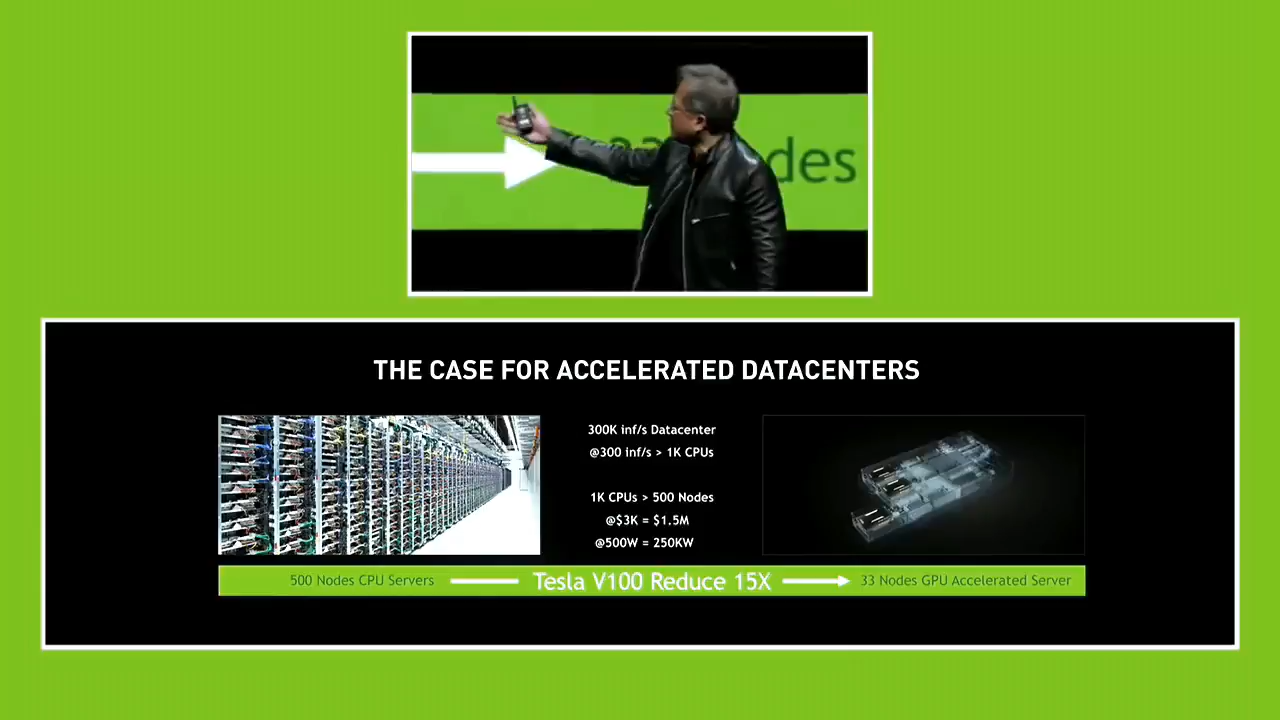 des
THE CASE FOR ACCELERATED DATACENTERS
300K inf/s Datacenter
@300 inf/s > 1K CPUs
1K CPUs > 500 Nodes
@$3K = $1.5M
@500W = 250KW
500 Nodes CPU Servers
Tesla V100 Reduce 15X
33 Nodes GPU Accelerated Server